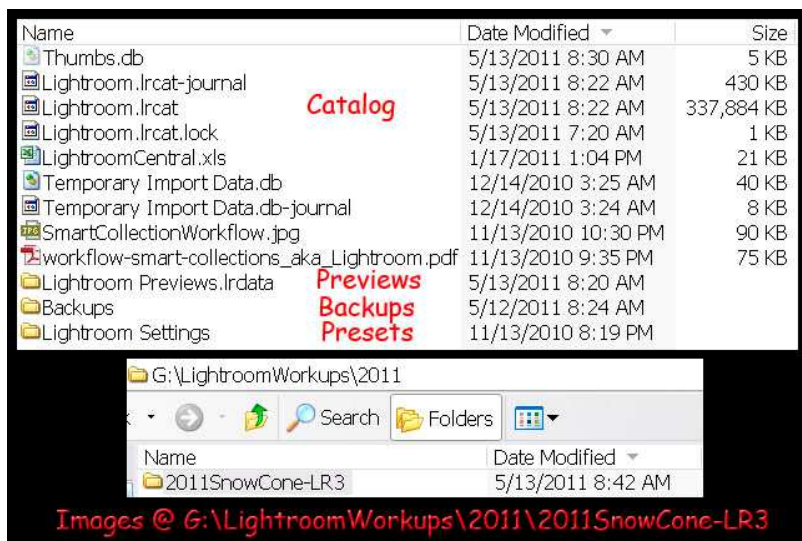 Name Date Modified Size
Thumbs.db 5/13/2011 8:30 AM 5 KB
Lightroom.lrcat-journal 5/13/2011 8:22 AM 430 KB
Lightroom.lrcat Catalog 5/13/2011 8:22 AM 337,884 KB
Lightroom.lrcat.lock 5/13/2011 7:20 AM 1 KB
LightroomCentral.xls 1/17/2011 1:04 PM 21 KB
Temporary Import Data.db 12/14/2010 3:25 AM 40 KB
Temporary Import Data.db-journal 12/14/2010 3:24 AM 8 KB
SmartCollectionWorkflow.jpg 11/13/2010 10:30 PM 90 KB
workflow-smart-collections_aka_Lightroom.pdf 11/13/2010 9:35 PM 75 KB
Lightroom Previews.lrdata Previews 5/13/2011 8:20 AM
Backups Backups 5/12/2011 8:24 AM
Lightroom Settings Presets 11/13/2010 8:19 PM
G:\LightroomWorkups\2011
Search Folders
Name Date Modified
2011SnowCone-LR3 5/13/2011 8:42 AM
Images @ G:\LightroomWorkups\2011\2011SnowCone-LR3